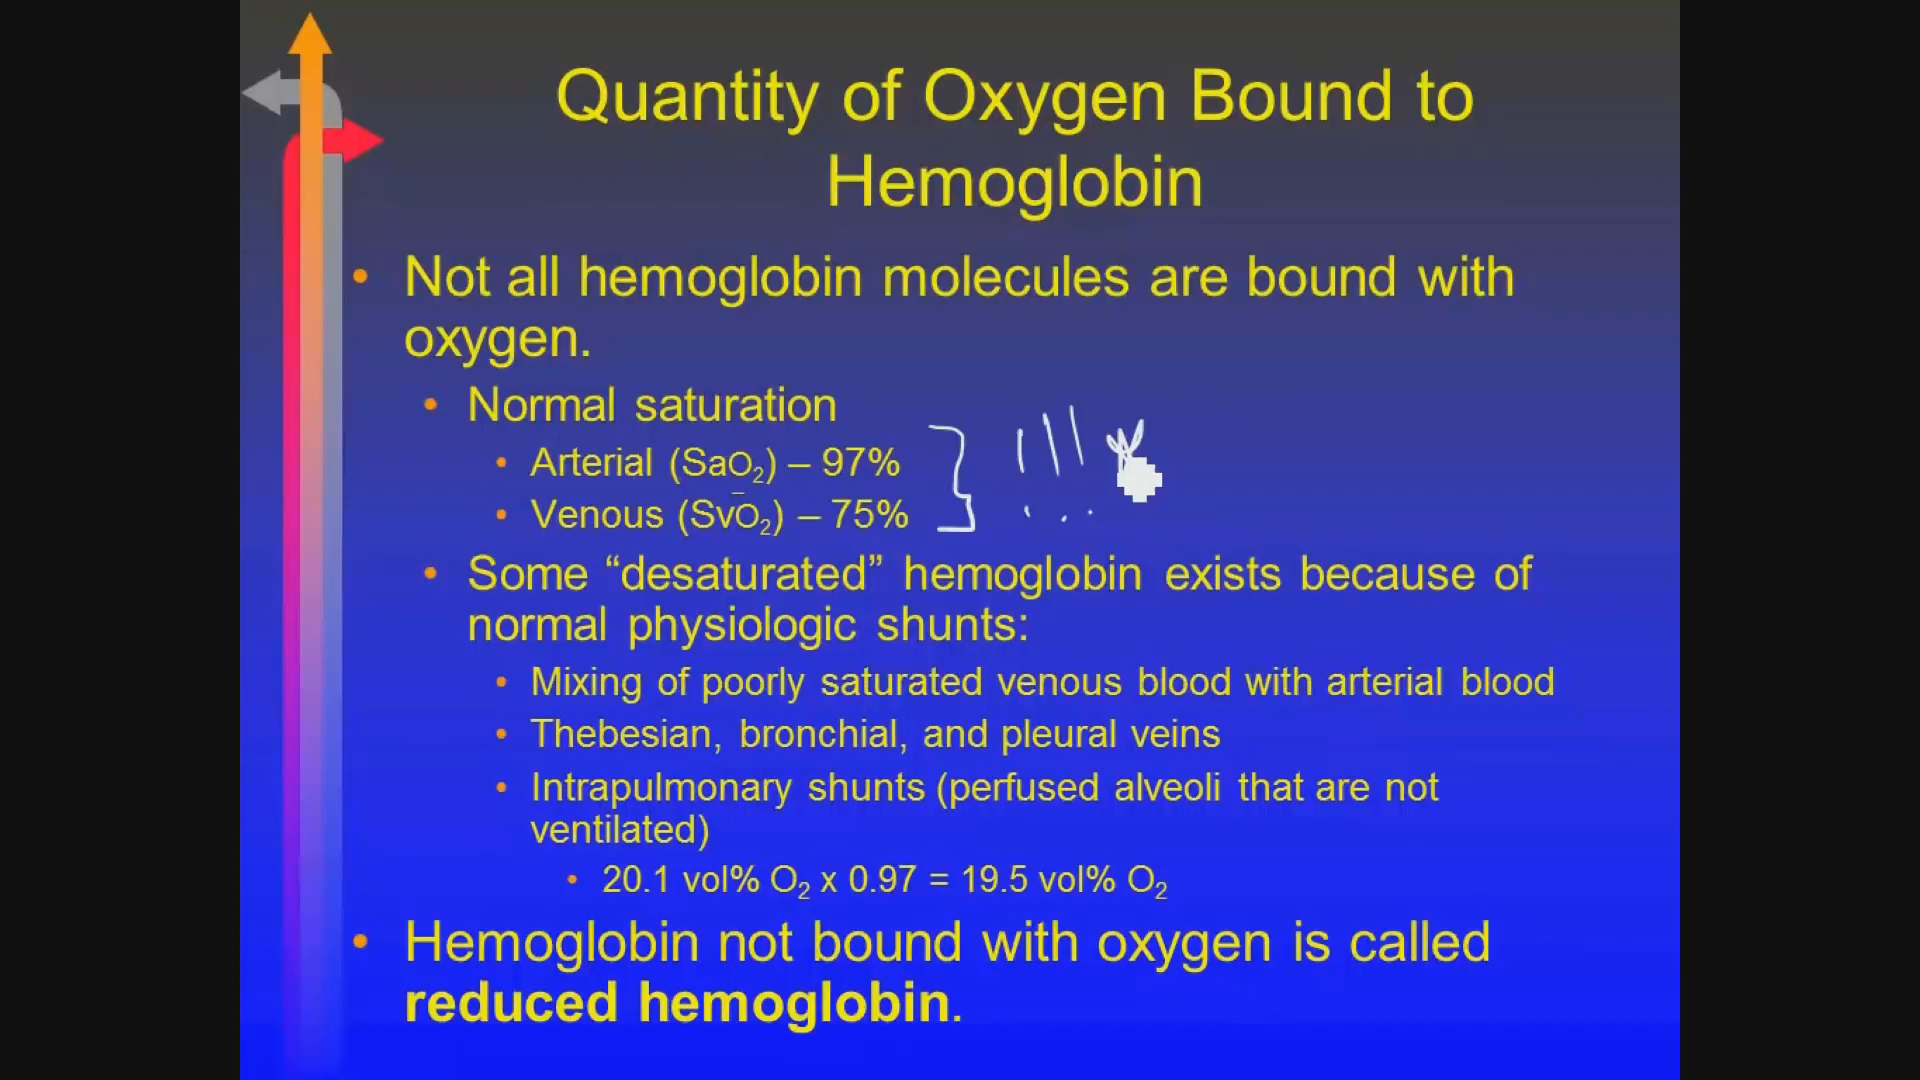 Quantity of Oxygen Bound to
Hemoglobin
• Not all hemoglobin molecules are bound with
oxygen.
• Normal saturation
• Arterial (SaO₂) – 97%
• Venous (Sv̄O₂) – 75%
} !!!
• Some “desaturated” hemoglobin exists because of
normal physiologic shunts:
• Mixing of poorly saturated venous blood with arterial blood
• Thebesian, bronchial, and pleural veins
• Intrapulmonary shunts (perfused alveoli that are not
ventilated)
• 20.1 vol% O₂ x 0.97 = 19.5 vol% O₂
• Hemoglobin not bound with oxygen is called
reduced hemoglobin.